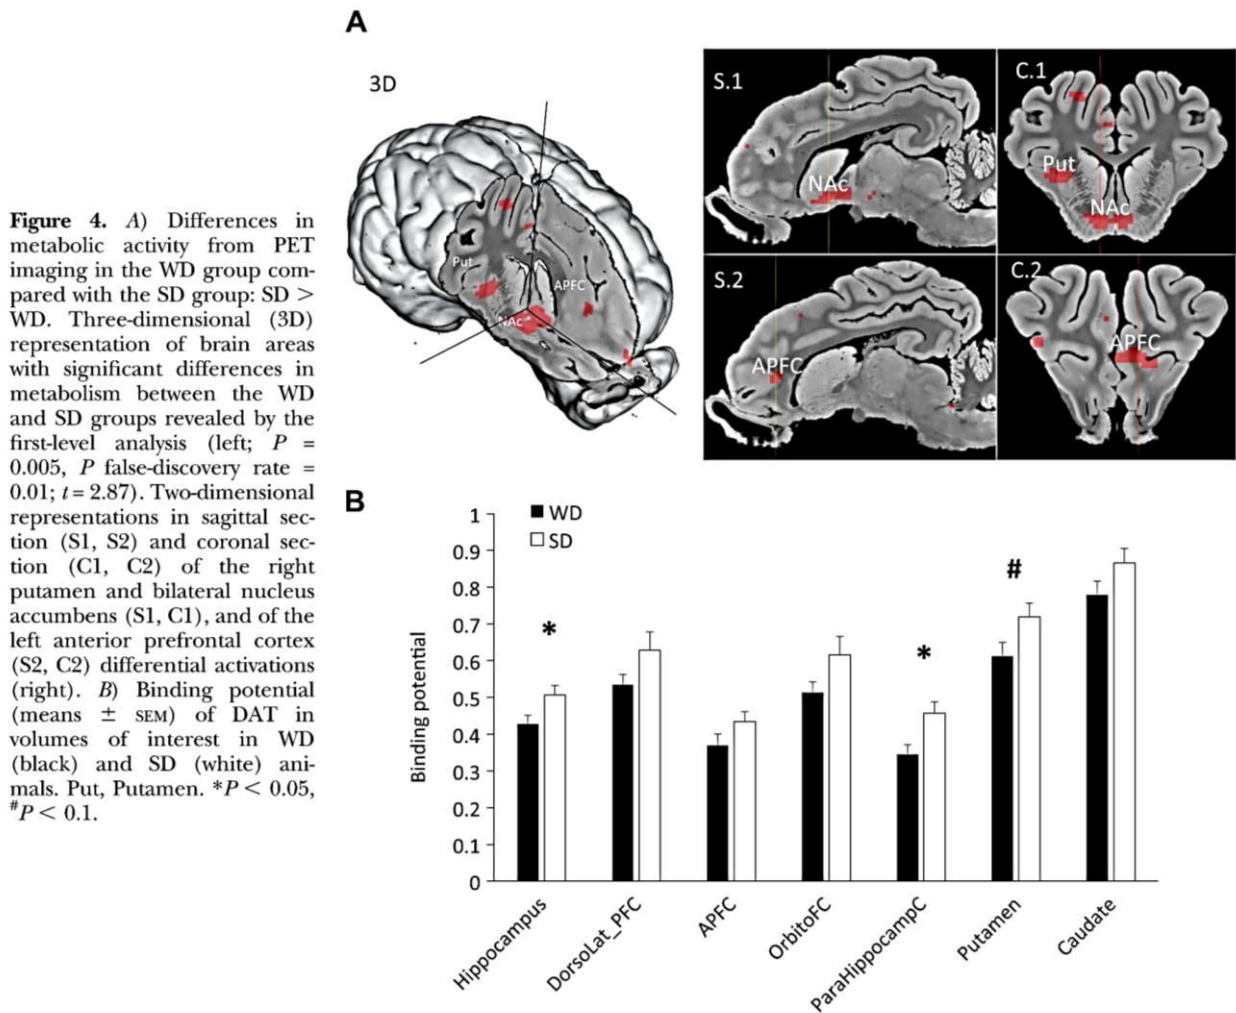 Figure 4. A) Differences in
metabolic activity from PET
imaging in the WD group com-
pared with the SD group: SD >
WD. Three-dimensional (3D)
representation of brain areas
with significant differences in
metabolism between the WD
and SD groups revealed by the
first-level analysis (left; P =
0.005, P false-discovery rate =
0.01; t = 2.87). Two-dimensional
representations in sagittal sec-
tion (S1, S2) and coronal sec-
tion (C1, C2) of the right
putamen and bilateral nucleus
accumbens (S1, C1), and of the
left anterior prefrontal cortex
(S2, C2) differential activations
(right). B) Binding potential
(means ± SEM) of DAT in
volumes of interest in WD
(black) and SD (white) ani-
mals. Put, Putamen. *P < 0.05,
#P < 0.1.
A
3D
Put
APFC
NAc
S.1
NAc
C.1
Put
NAc
S.2
APFC
C.2
APFC
B
WD
SD
Binding potential
1
0.9
0.8
0.7
0.6
0.5
0.4
0.3
0.2
0.1
0
*
*
#
Hippocampus
DorsoLat_PFC
APFC
OrbitoFC
ParaHippocampC
Putamen
Caudate